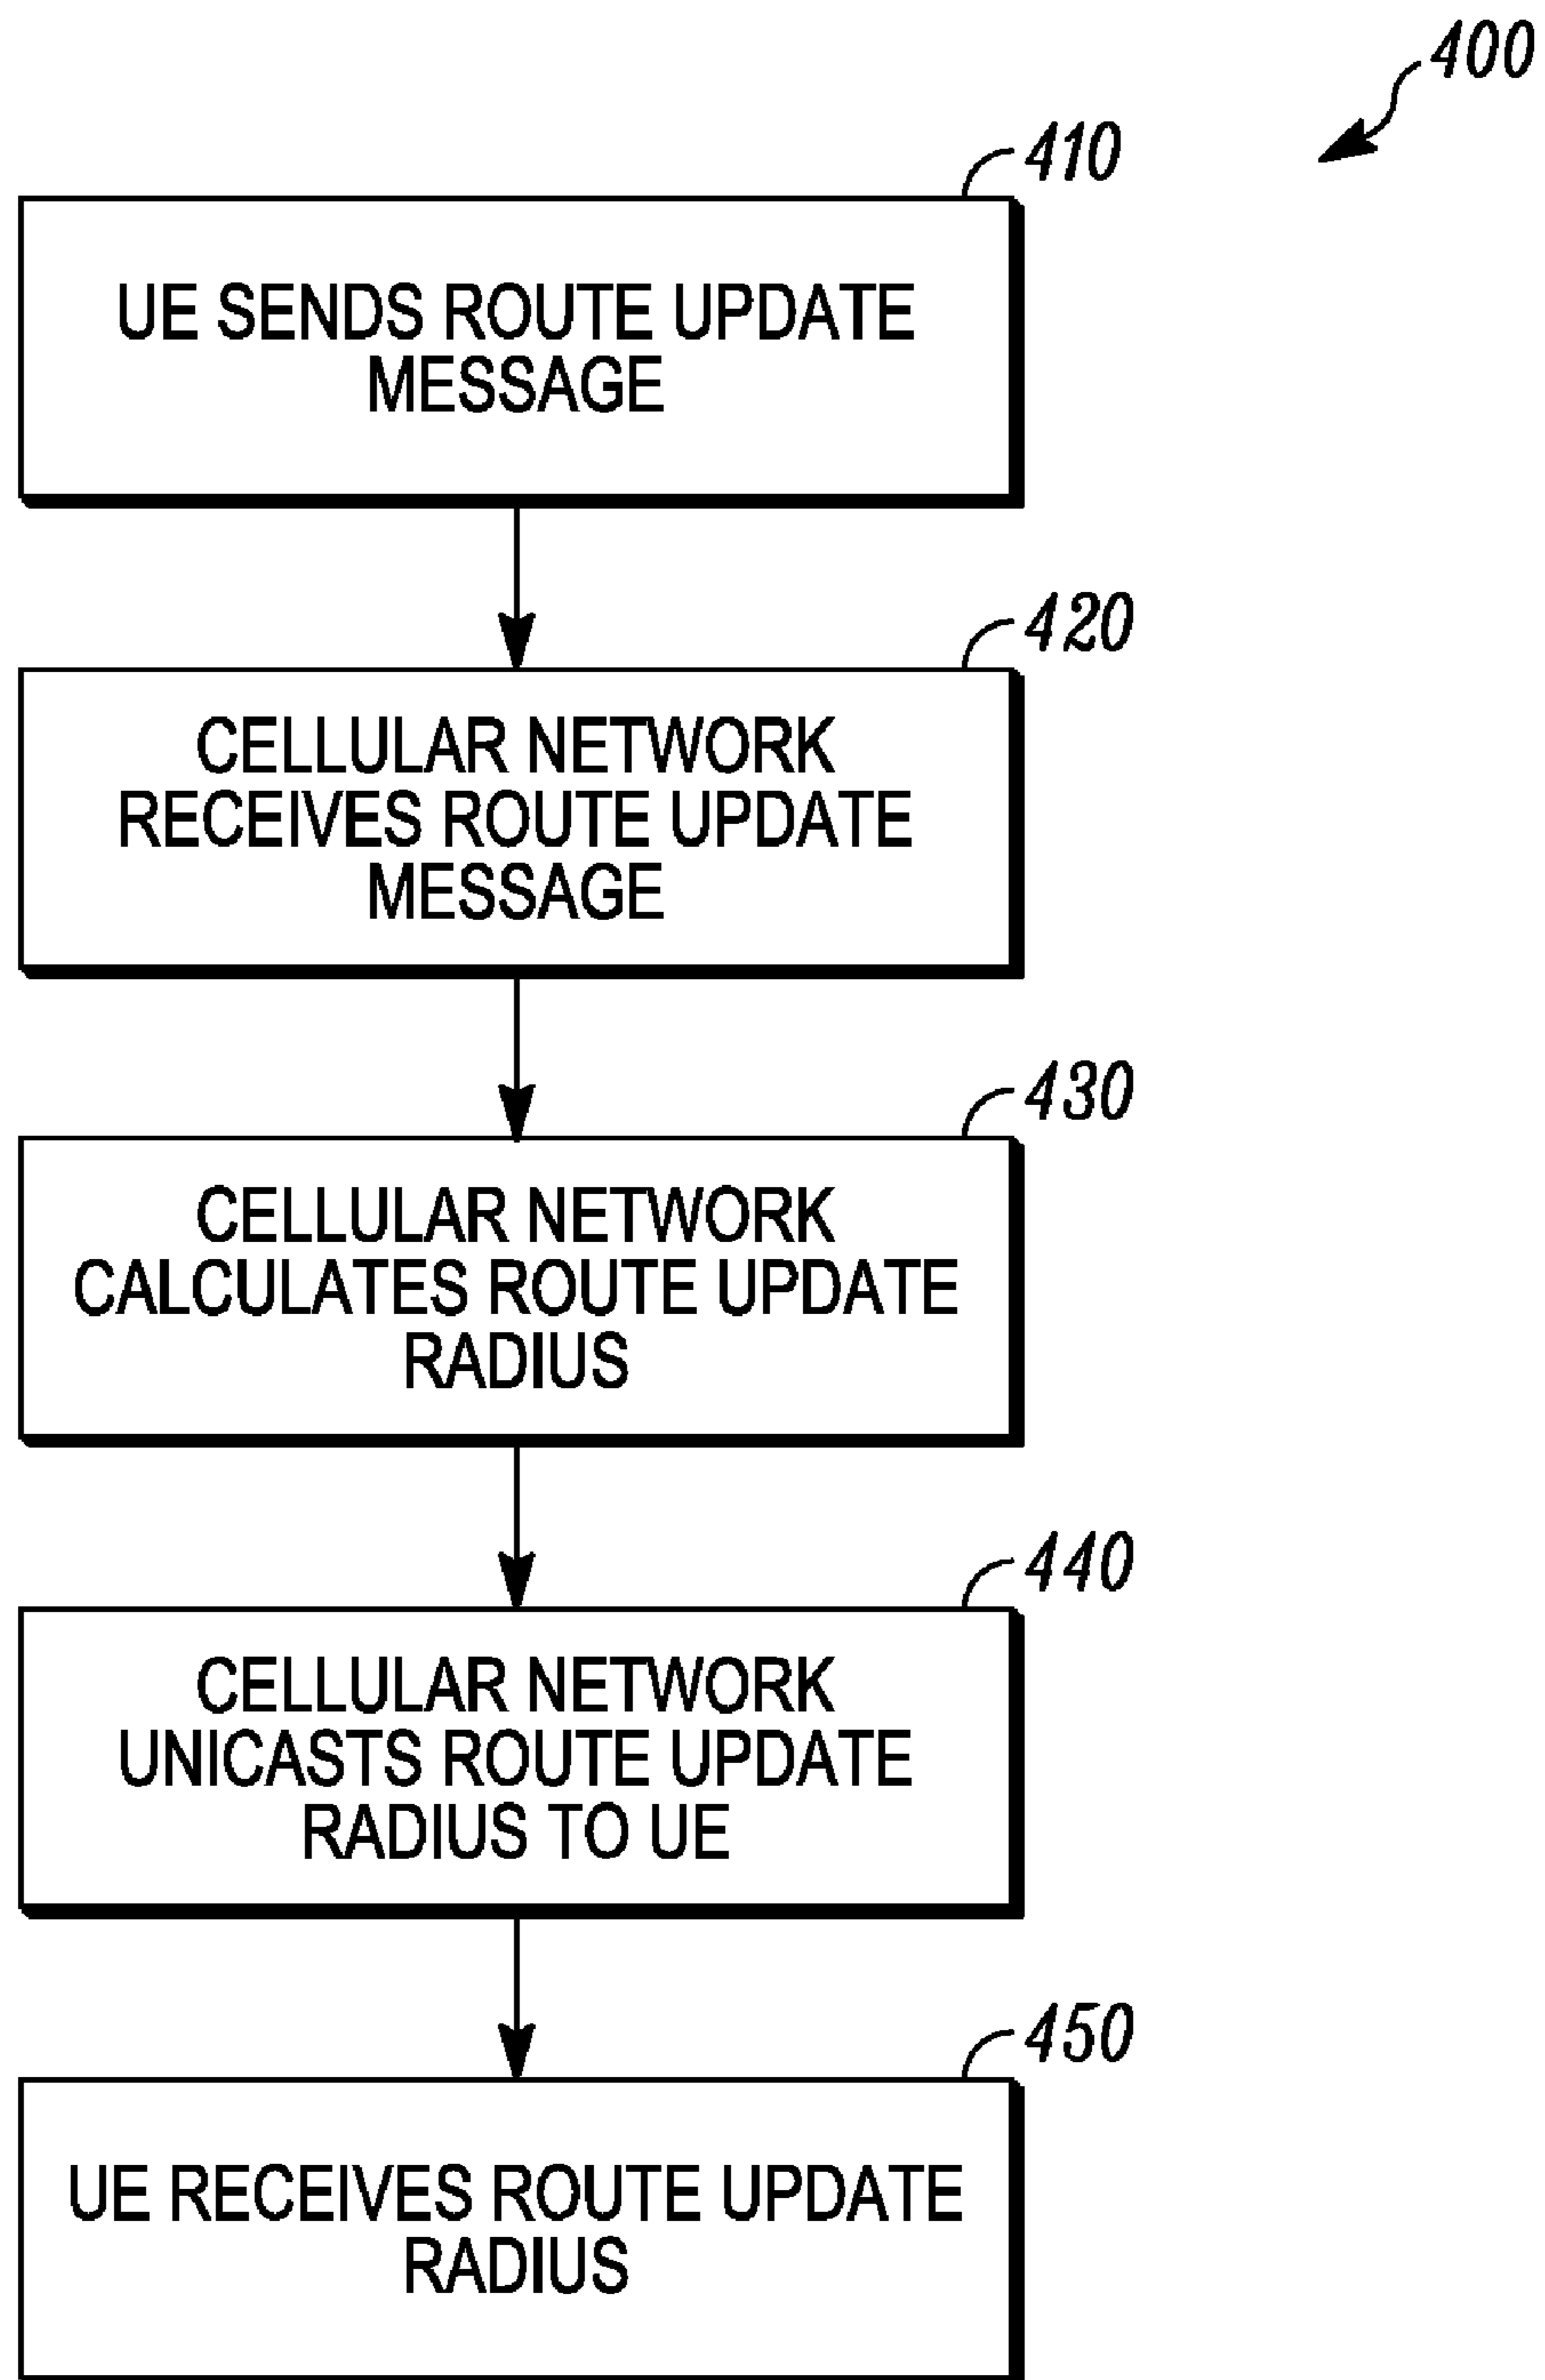 400
410
UE SENDS ROUTE UPDATE
MESSAGE
420
CELLULAR NETWORK
RECEIVES ROUTE UPDATE
MESSAGE
430
CELLULAR NETWORK
CALCULATES ROUTE UPDATE
RADIUS
440
CELLULAR NETWORK
UNICASTS ROUTE UPDATE
RADIUS TO UE
450
UE RECEIVES ROUTE UPDATE
RADIUS